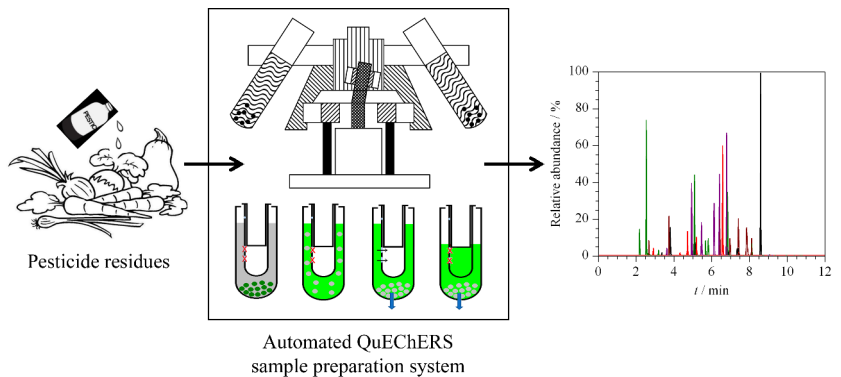 PESTIC
Pesticide residues
Automated QuEChERS
sample preparation system
Relative abundance / %
100
80
60
40
20
0
0 2 4 6 8 10 12
t / min